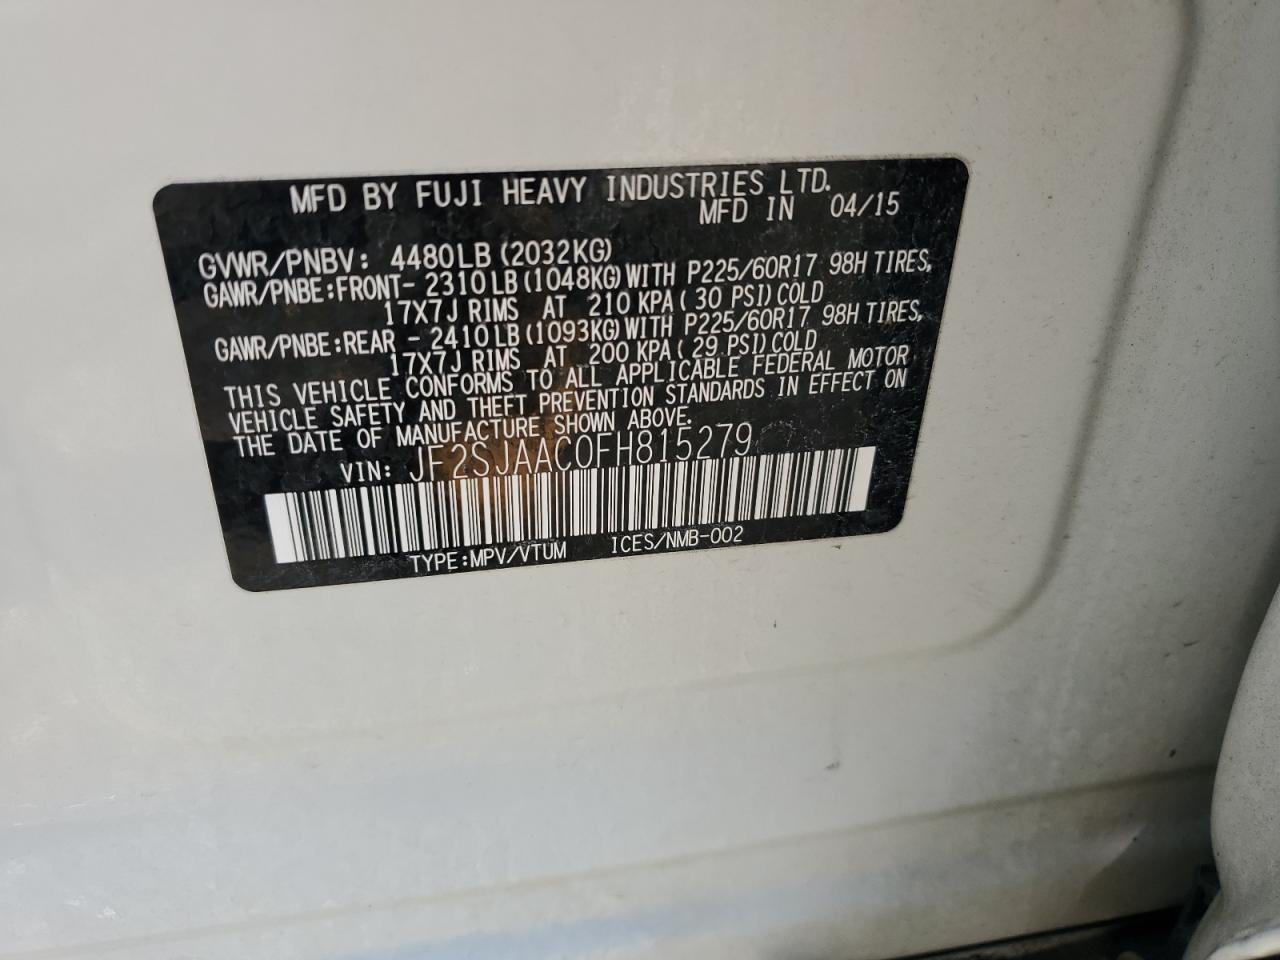 MFD BY FUJI HEAVY INDUSTRIES LTD.
MFD IN 04/15
GVWR/PNBV: 4480LB (2032KG)
GAWR/PNBE:FRONT- 2310LB (1048KG) WITH P225/60R17 98H TIRES,
17X7J RIMS AT 210 KPA ( 30 PSI) COLD
GAWR/PNBE:REAR - 2410LB (1093KG) WITH P225/60R17 98H TIRES,
17X7J RIMS AT 200 KPA ( 29 PSI) COLD
THIS VEHICLE CONFORMS TO ALL APPLICABLE FEDERAL MOTOR
VEHICLE SAFETY AND THEFT PREVENTION STANDARDS IN EFFECT ON
THE DATE OF MANUFACTURE SHOWN ABOVE.
VIN: JF2SJAAC0FH815279
TYPE:MPV/VTUM ICES/NMB-002